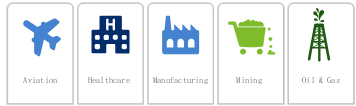 H
Aviation
Healthcare
Manufacturing
Mining
Oil & Gas